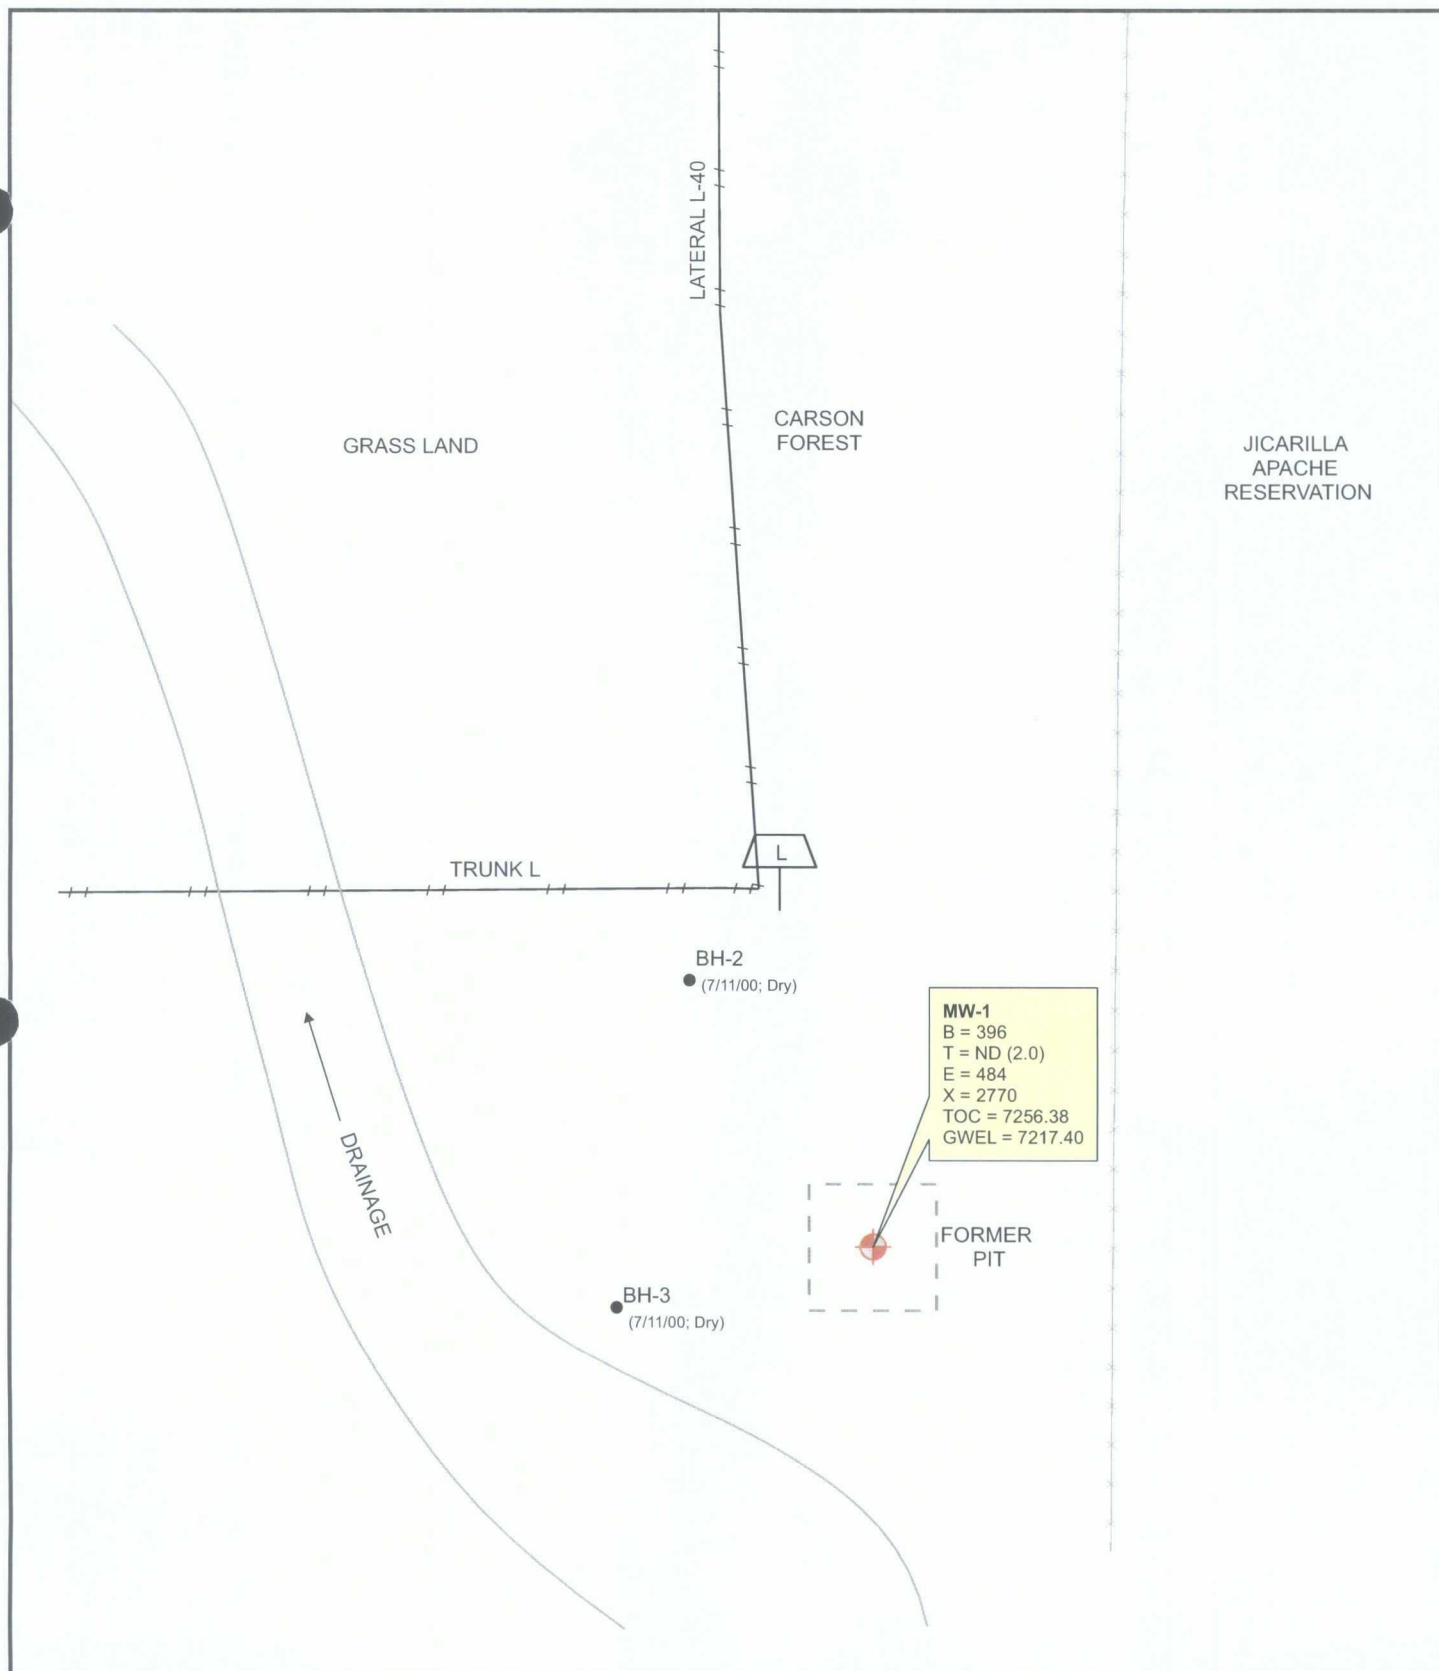 LATERAL L-40
CARSON
FOREST
GRASS LAND
JICARILLA
APACHE
RESERVATION
L
TRUNK L
BH-2
(7/11/00; Dry)
MW-1
B = 396
T = ND (2.0)
E = 484
X = 2770
TOC = 7256.38
GWEL = 7217.40
DRAINAGE
FORMER
PIT
BH-3
(7/11/00; Dry)